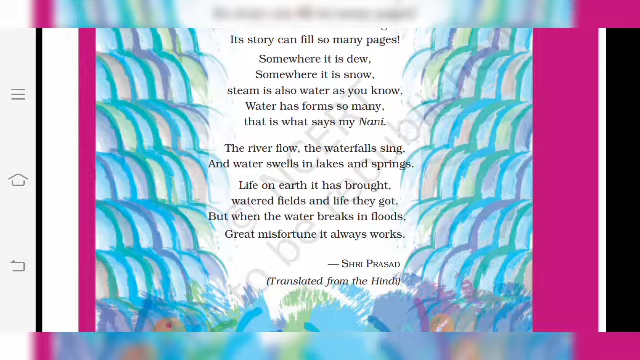 Its story can fill so many pages!
Somewhere it is dew,
Somewhere it is snow,
steam is also water as you know,
Water has forms so many,
that is what says my Nani.
The river flow, the waterfalls sing,
And water swells in lakes and springs.
Life on earth it has brought,
watered fields and life they got,
But when the water breaks in floods,
Great misfortune it always works.
— SHRI PRASAD
(Translated from the Hindi)
© NCERT
to be republished